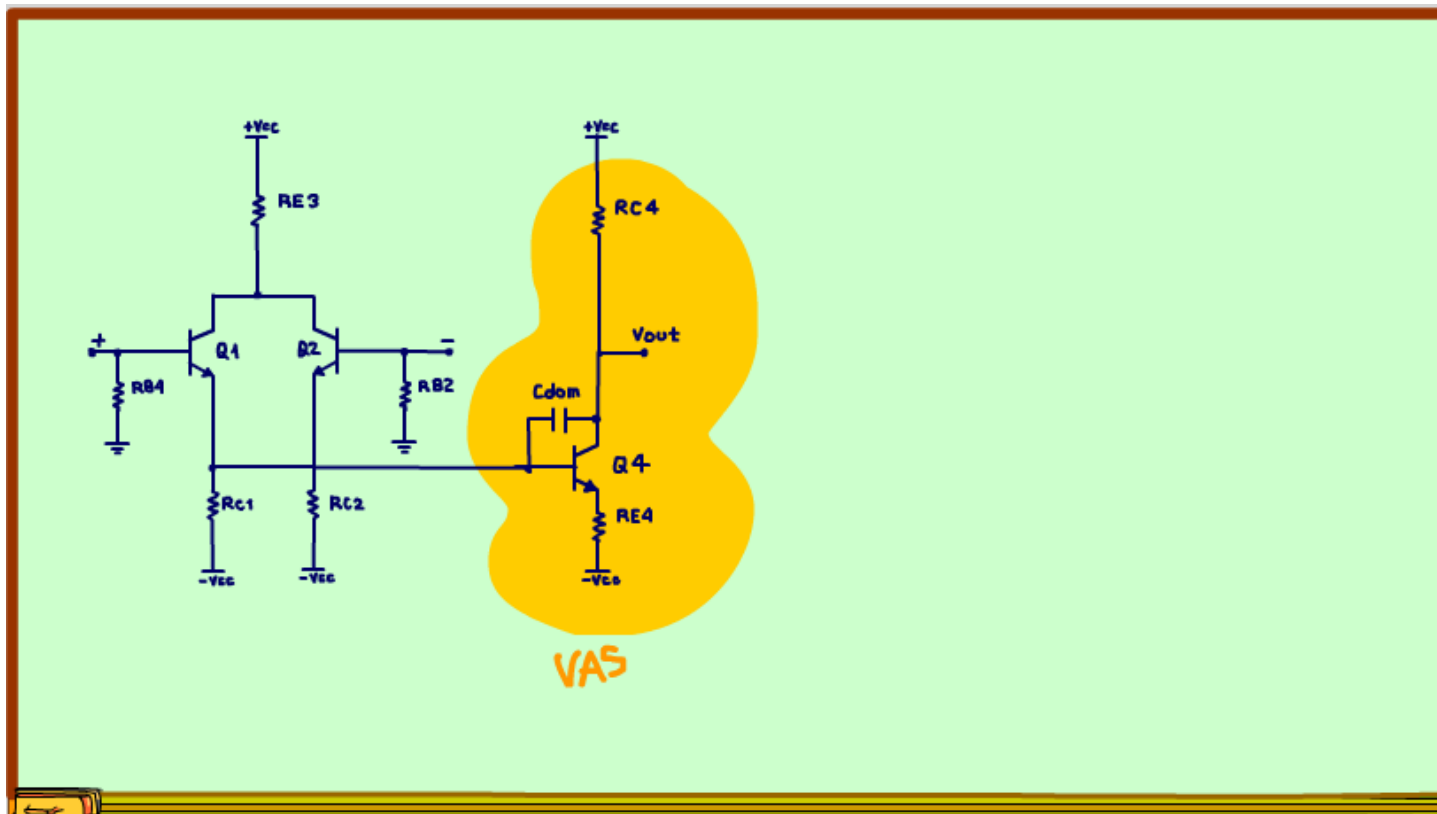 +Vcc
+Vcc
RE3
RC4
+
Q1
Q2
-
Vout
RB1
RB2
Cdom
Q4
RC1
RC2
RE4
-Vcc
-Vcc
-Vcc
VAS